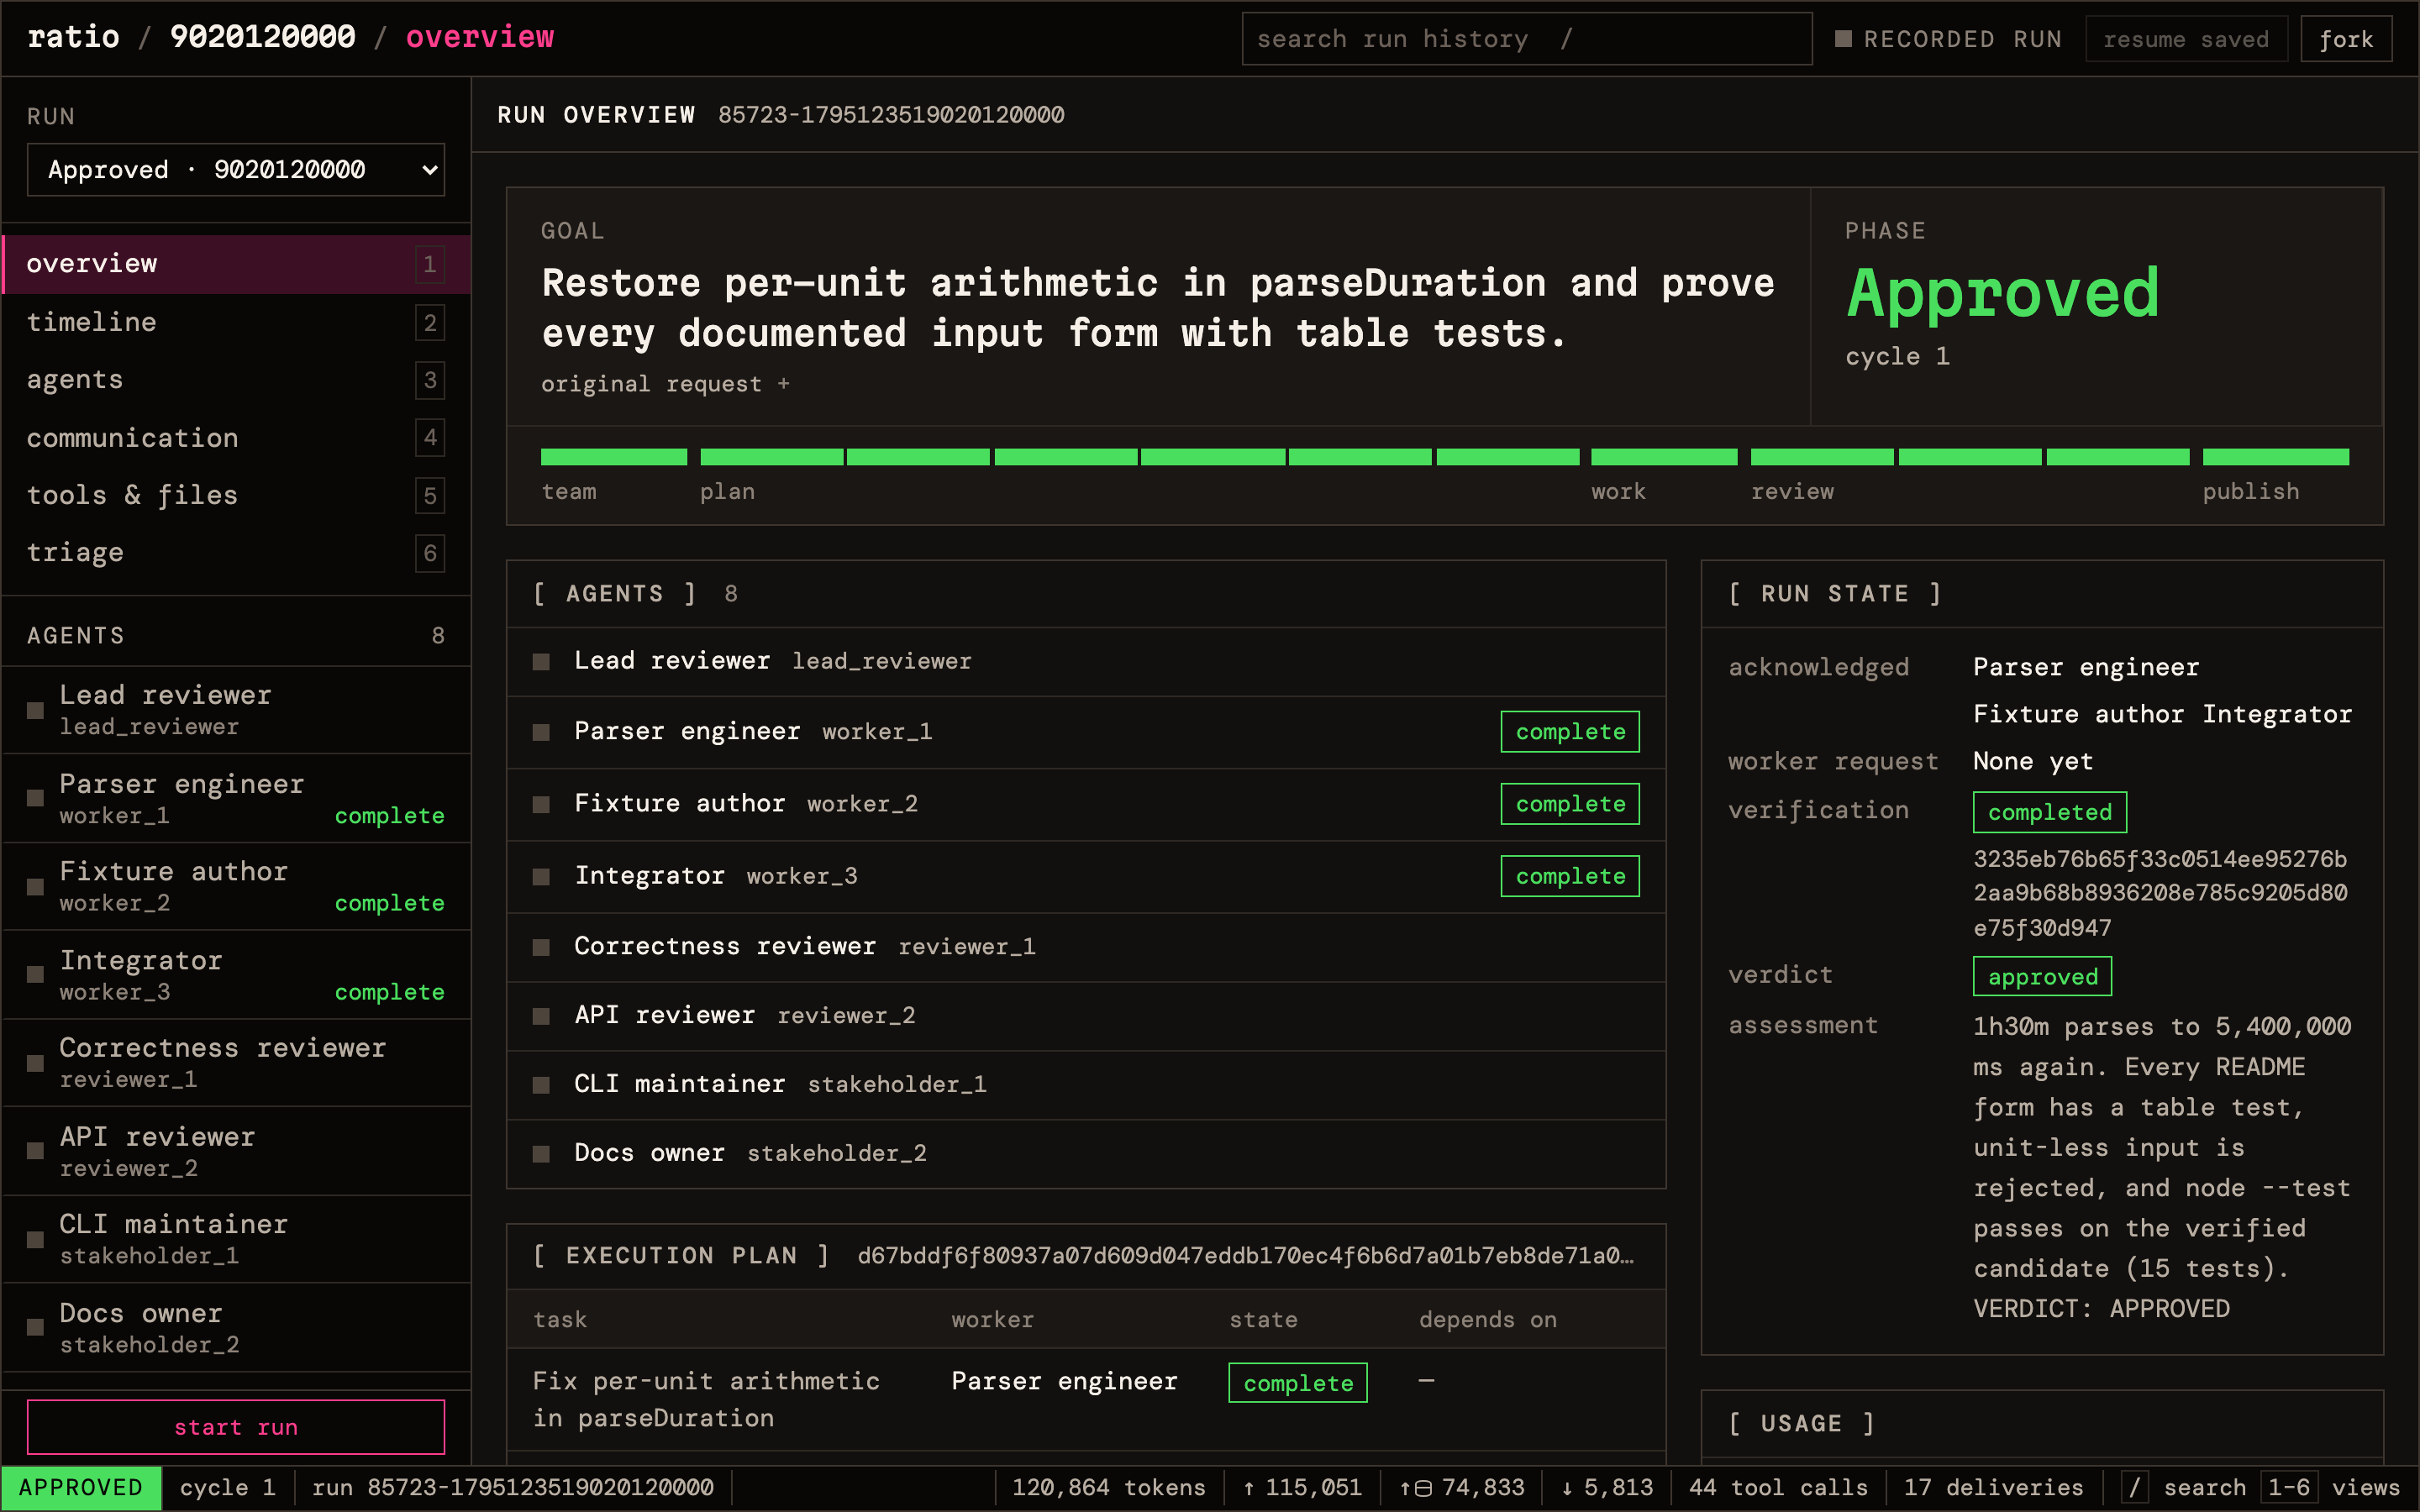 ratio / 9020120000 / overview
search run history /
RECORDED RUN
resume saved
fork
RUN
Approved · 9020120000
overview 1
timeline 2
agents 3
communication 4
tools & files 5
triage 6
AGENTS 8
Lead reviewer
lead_reviewer
Parser engineer
worker_1 complete
Fixture author
worker_2 complete
Integrator
worker_3 complete
Correctness reviewer
reviewer_1
API reviewer
reviewer_2
CLI maintainer
stakeholder_1
Docs owner
stakeholder_2
start run
RUN OVERVIEW 85723-1795123519020120000
GOAL
Restore per-unit arithmetic in parseDuration and prove
every documented input form with table tests.
original request +
PHASE
Approved
cycle 1
team plan work review publish
[ AGENTS ] 8
Lead reviewer lead_reviewer
Parser engineer worker_1 complete
Fixture author worker_2 complete
Integrator worker_3 complete
Correctness reviewer reviewer_1
API reviewer reviewer_2
CLI maintainer stakeholder_1
Docs owner stakeholder_2
[ EXECUTION PLAN ] d67bddf6f80937a07d609d047eddb170ec4f6b6d7a01b7eb8de71a0…
task worker state depends on
Fix per-unit arithmetic Parser engineer complete —
in parseDuration
[ RUN STATE ]
acknowledged Parser engineer
Fixture author Integrator
worker request None yet
verification completed
3235eb76b65f33c0514ee95276b
2aa9b68b8936208e785c9205d80
e75f30d947
verdict approved
assessment 1h30m parses to 5,400,000
ms again. Every README
form has a table test,
unit-less input is
rejected, and node --test
passes on the verified
candidate (15 tests).
VERDICT: APPROVED
[ USAGE ]
APPROVED cycle 1 run 85723-1795123519020120000 120,864 tokens ↑ 115,051 ↑ 74,833 ↓ 5,813 44 tool calls 17 deliveries / search 1-6 views